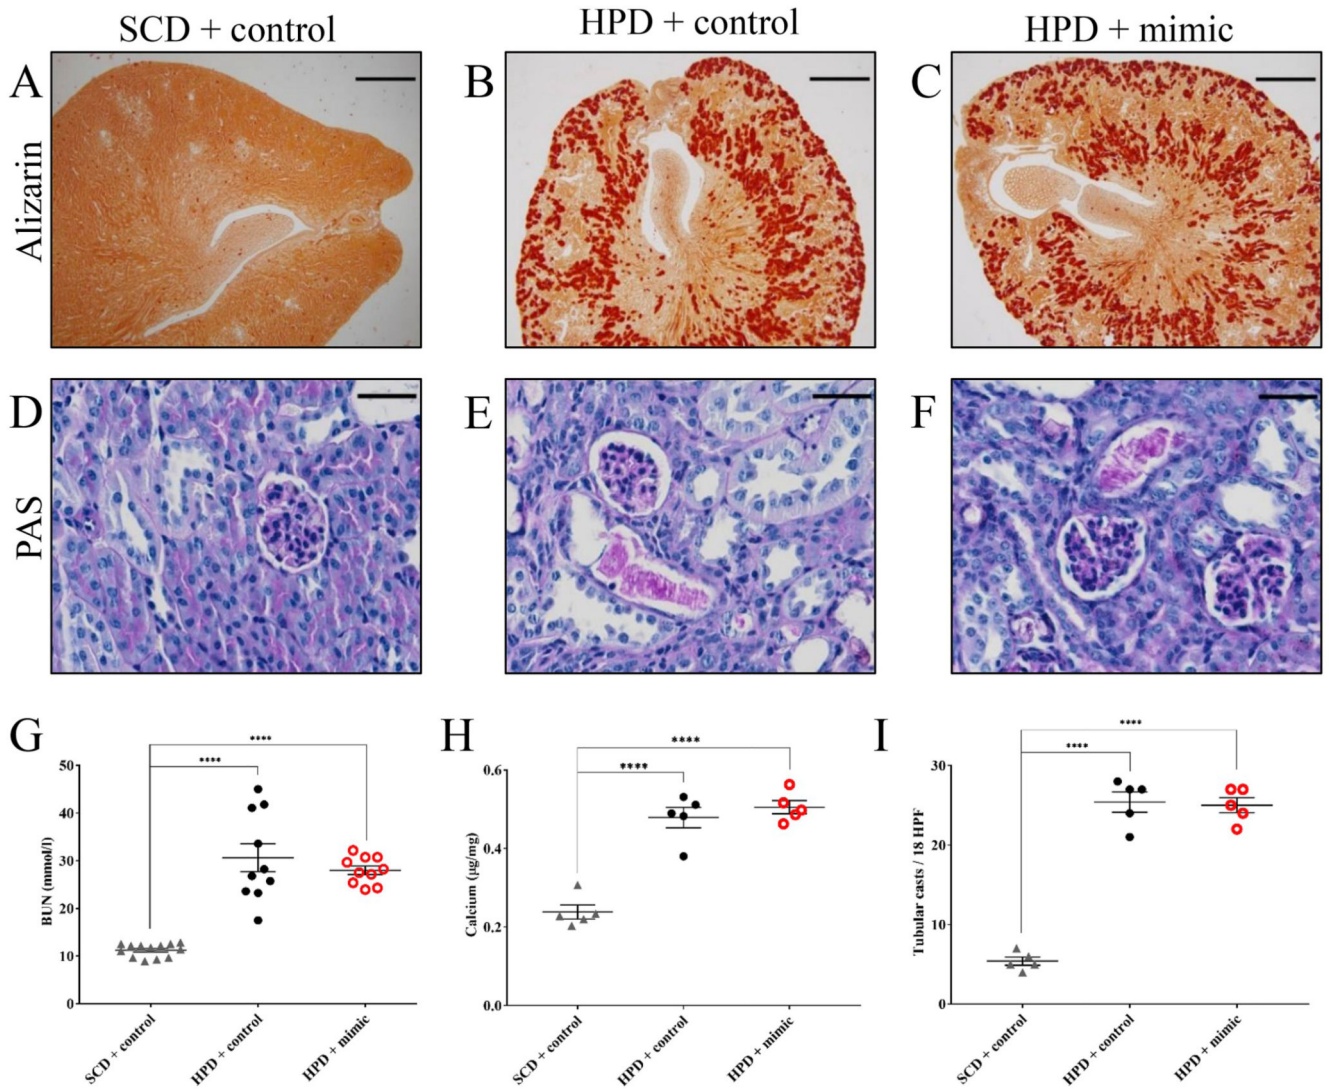 SCD + control
HPD + control
HPD + mimic
A
B
C
Alizarin
D
E
F
PAS
G
H
I
****
****
BUN (mmol/l)
50
40
30
20
10
0
SCD + control
HPD + control
HPD + mimic
****
****
Calcium (µg/mg)
0.6
0.4
0.2
0.0
SCD + control
HPD + control
HPD + mimic
****
****
Tubular casts / 18 HPF
30
20
10
0
SCD + control
HPD + control
HPD + mimic